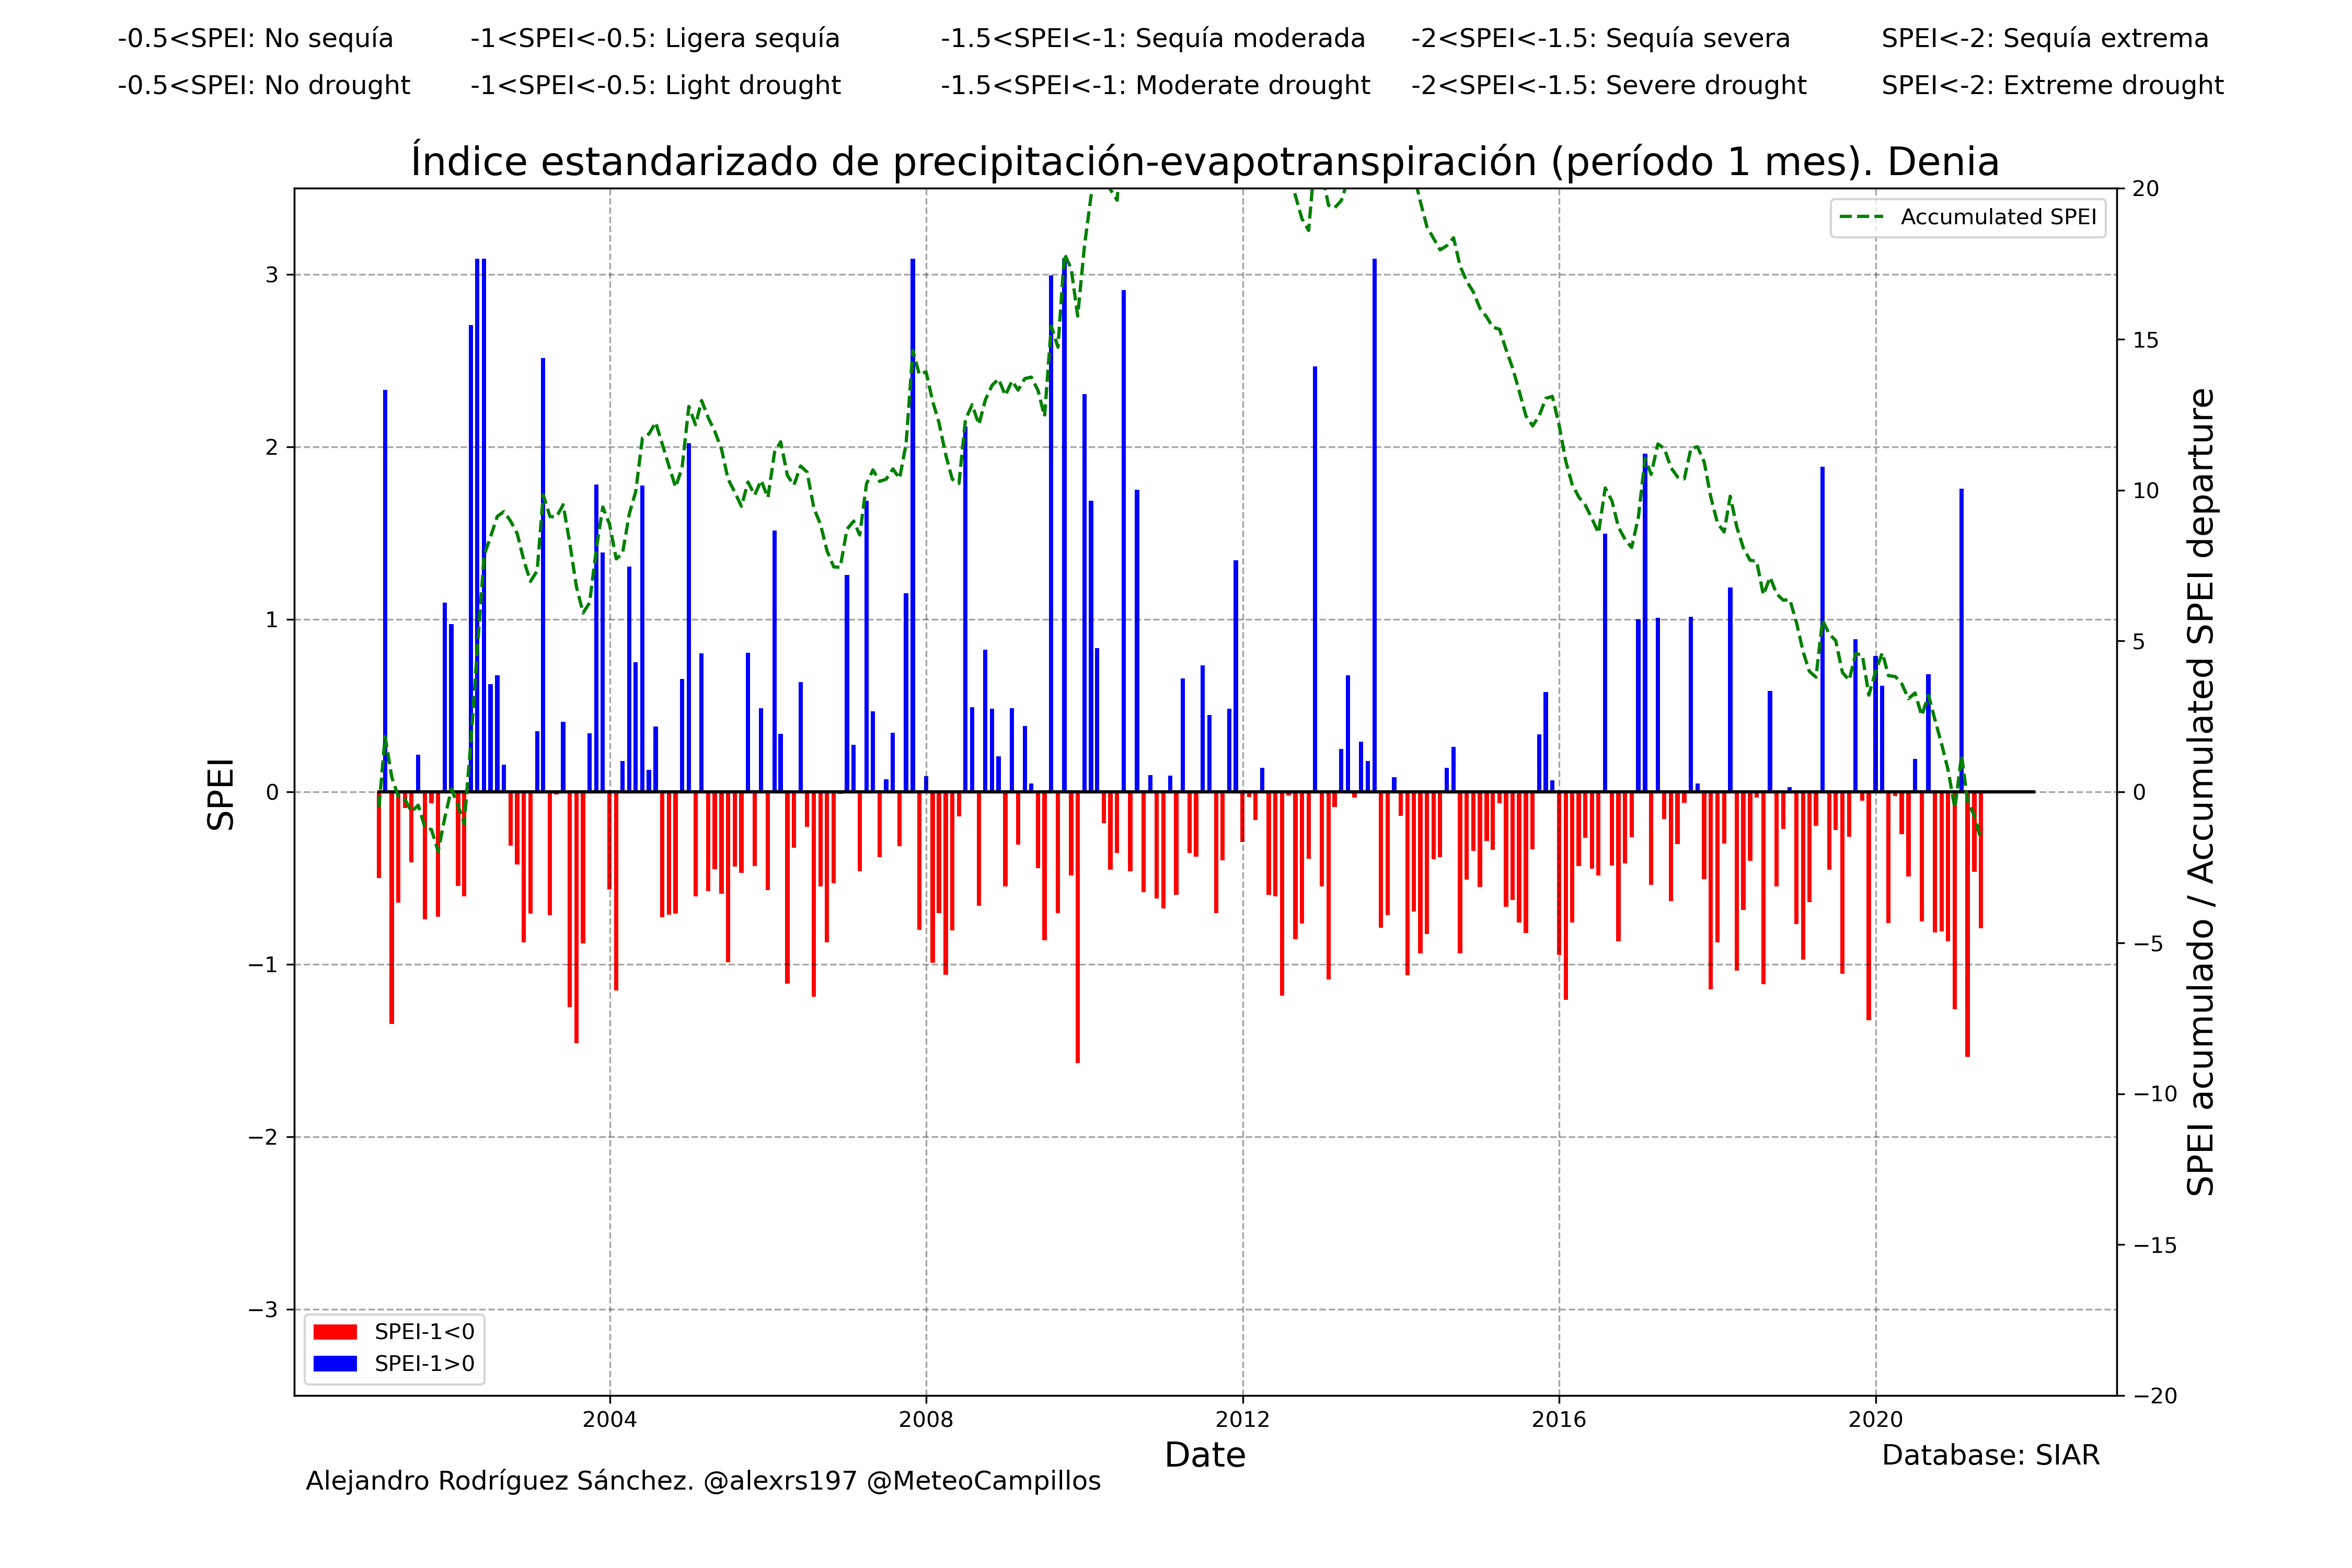 -0.5<SPEI: No sequía -1<SPEI<-0.5: Ligera sequía -1.5<SPEI<-1: Sequía moderada -2<SPEI<-1.5: Sequía severa SPEI<-2: Sequía extrema
-0.5<SPEI: No drought -1<SPEI<-0.5: Light drought -1.5<SPEI<-1: Moderate drought -2<SPEI<-1.5: Severe drought SPEI<-2: Extreme drought
Índice estandarizado de precipitación-evapotranspiración (período 1 mes). Denia
Accumulated SPEI
SPEI
3
2
1
0
−1
−2
−3
20
15
10
5
0
−5
−10
−15
−20
SPEI acumulado / Accumulated SPEI departure
SPEI-1<0
SPEI-1>0
2004 2008 2012 2016 2020
Date
Database: SIAR
Alejandro Rodríguez Sánchez. @alexrs197 @MeteoCampillos